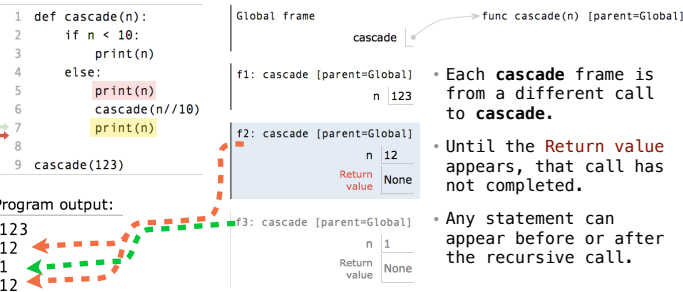 1 def cascade(n):
2 if n < 10:
3 print(n)
4 else:
5 print(n)
6 cascade(n//10)
7 print(n)
8
9 cascade(123)
Program output:
123
12
1
12
Global frame
cascade
func cascade(n) [parent=Global]
f1: cascade [parent=Global]
n 123
f2: cascade [parent=Global]
n 12
Return
value None
f3: cascade [parent=Global]
n 1
Return
value None
• Each cascade frame is
from a different call
to cascade.
• Until the Return value
appears, that call has
not completed.
• Any statement can
appear before or after
the recursive call.